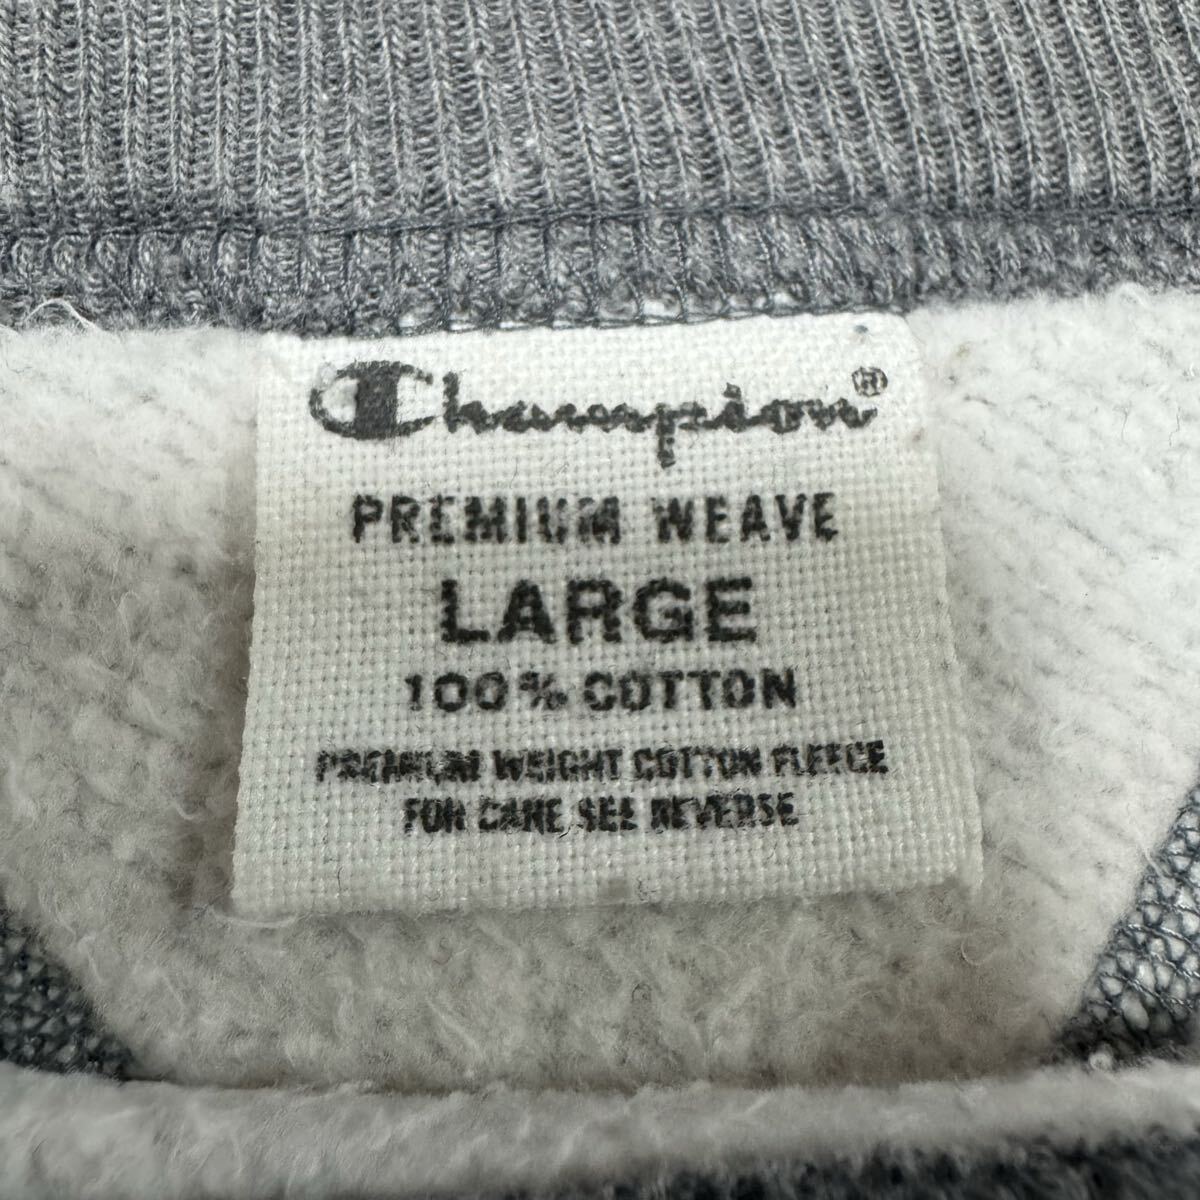 Champion®
PREMIUM WEAVE
LARGE
100% COTTON
PREMIUM WEIGHT COTTON FLEECE
FOR CARE SEE REVERSE